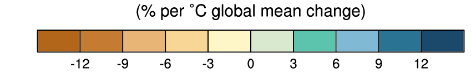 (% per ˚C global mean change)
-12 -9 -6 -3 0 3 6 9 12